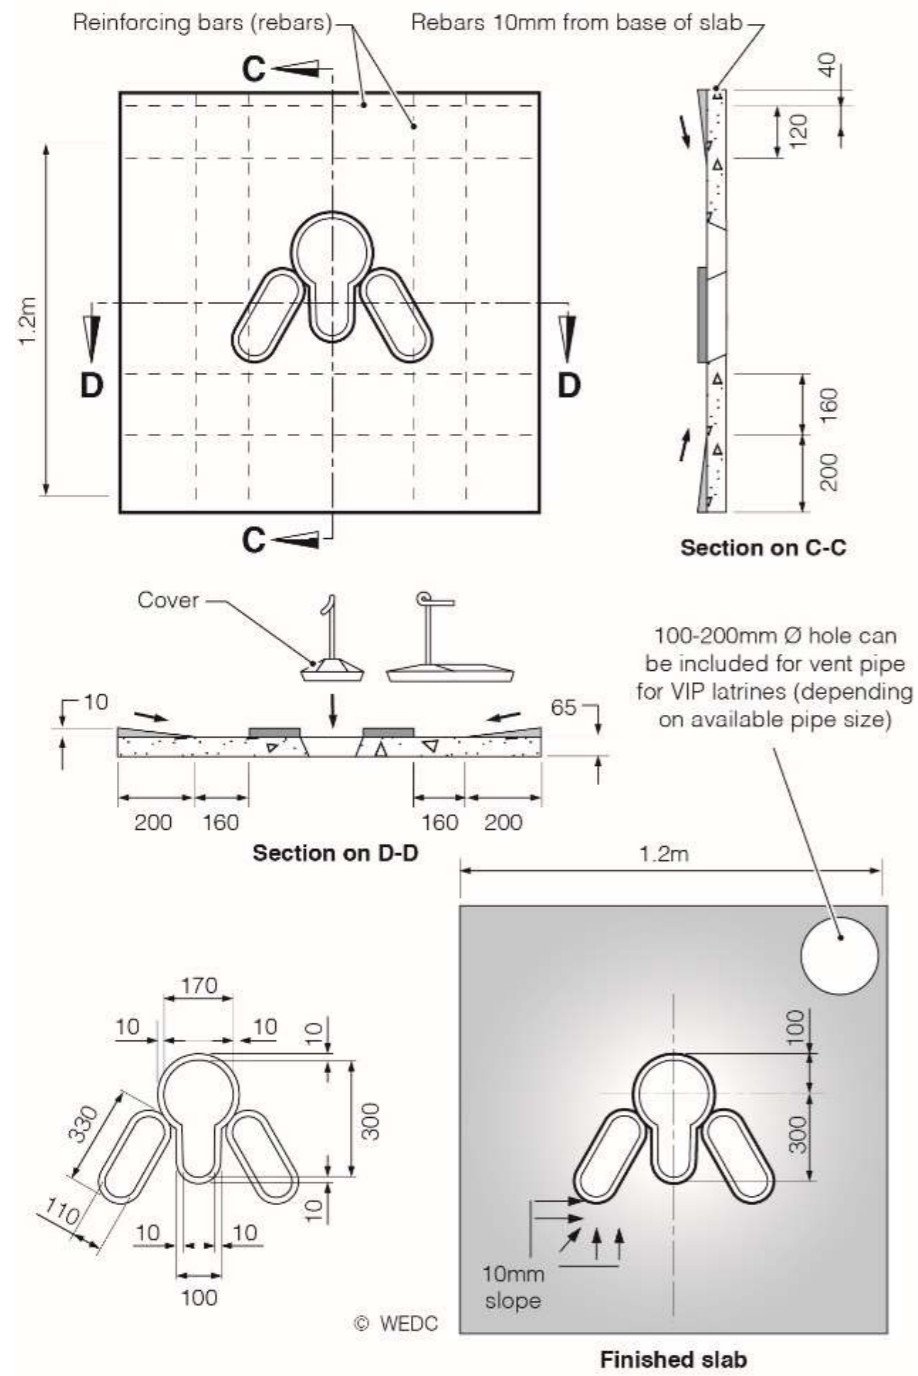 Reinforcing bars (rebars)
Rebars 10mm from base of slab
C
40
120
1.2m
D
D
160
200
C
Section on C-C
Cover
100-200mm Ø hole can
be included for vent pipe
for VIP latrines (depending
on available pipe size)
10
65
200
160
160
200
Section on D-D
1.2m
170
10
10
10
100
330
300
300
110
10
10
10
100
10mm
slope
© WEDC
Finished slab